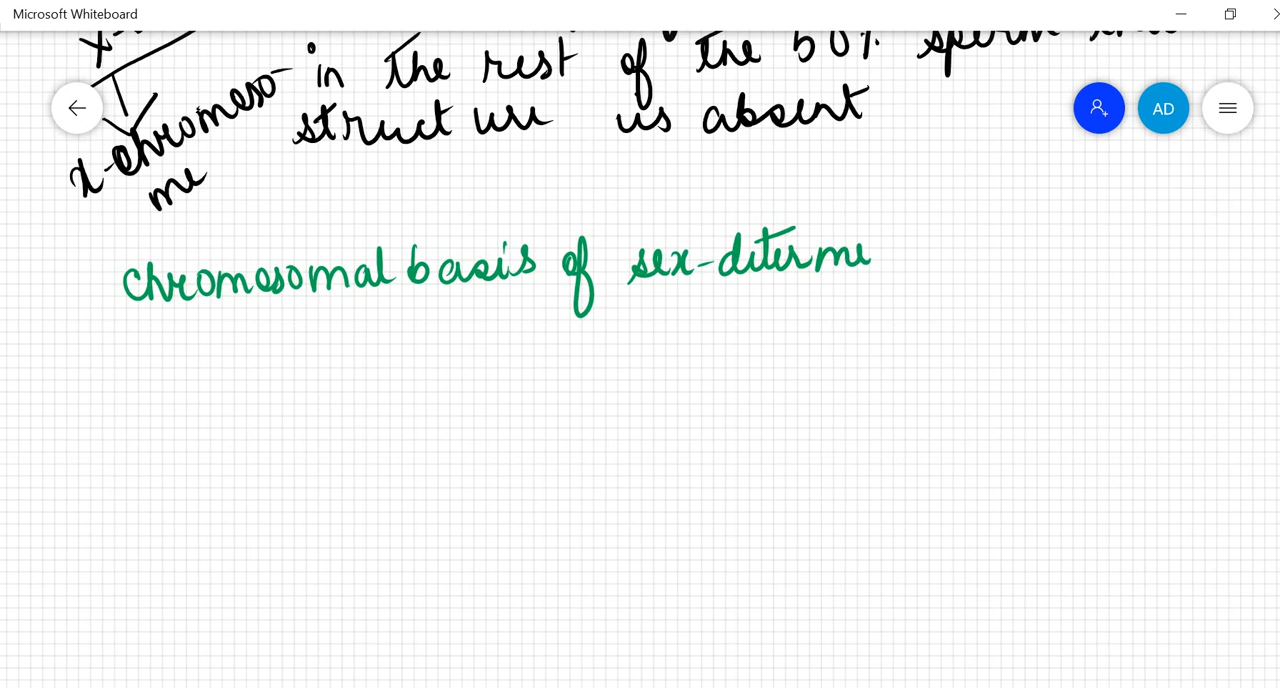 Microsoft Whiteboard
in the rest of the 50% sperm
x-chromoso-
me
structure is absent
AD
chromosomal basis of sex-determe